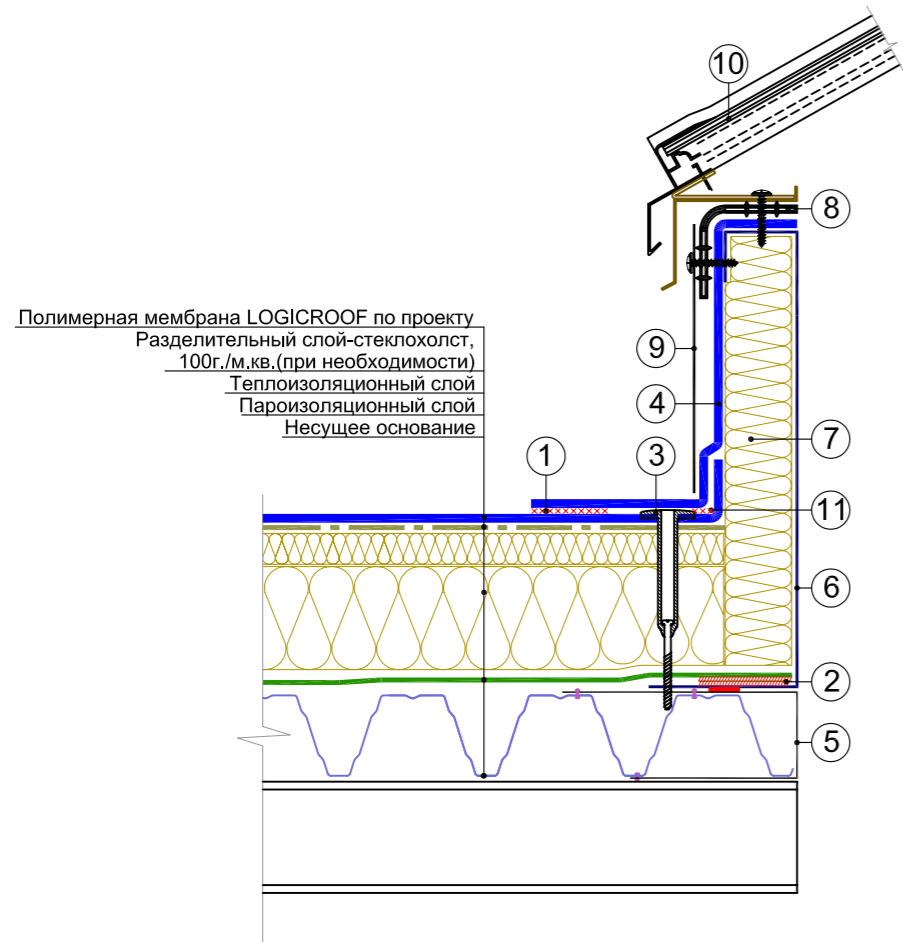 10
8
Полимерная мембрана LOGICROOF по проекту
Разделительный слой-стеклохолст,
100г./м.кв.(при необходимости)
Теплоизоляционный слой
Пароизоляционный слой
Несущее основание
9
4
7
1
3
11
6
2
5